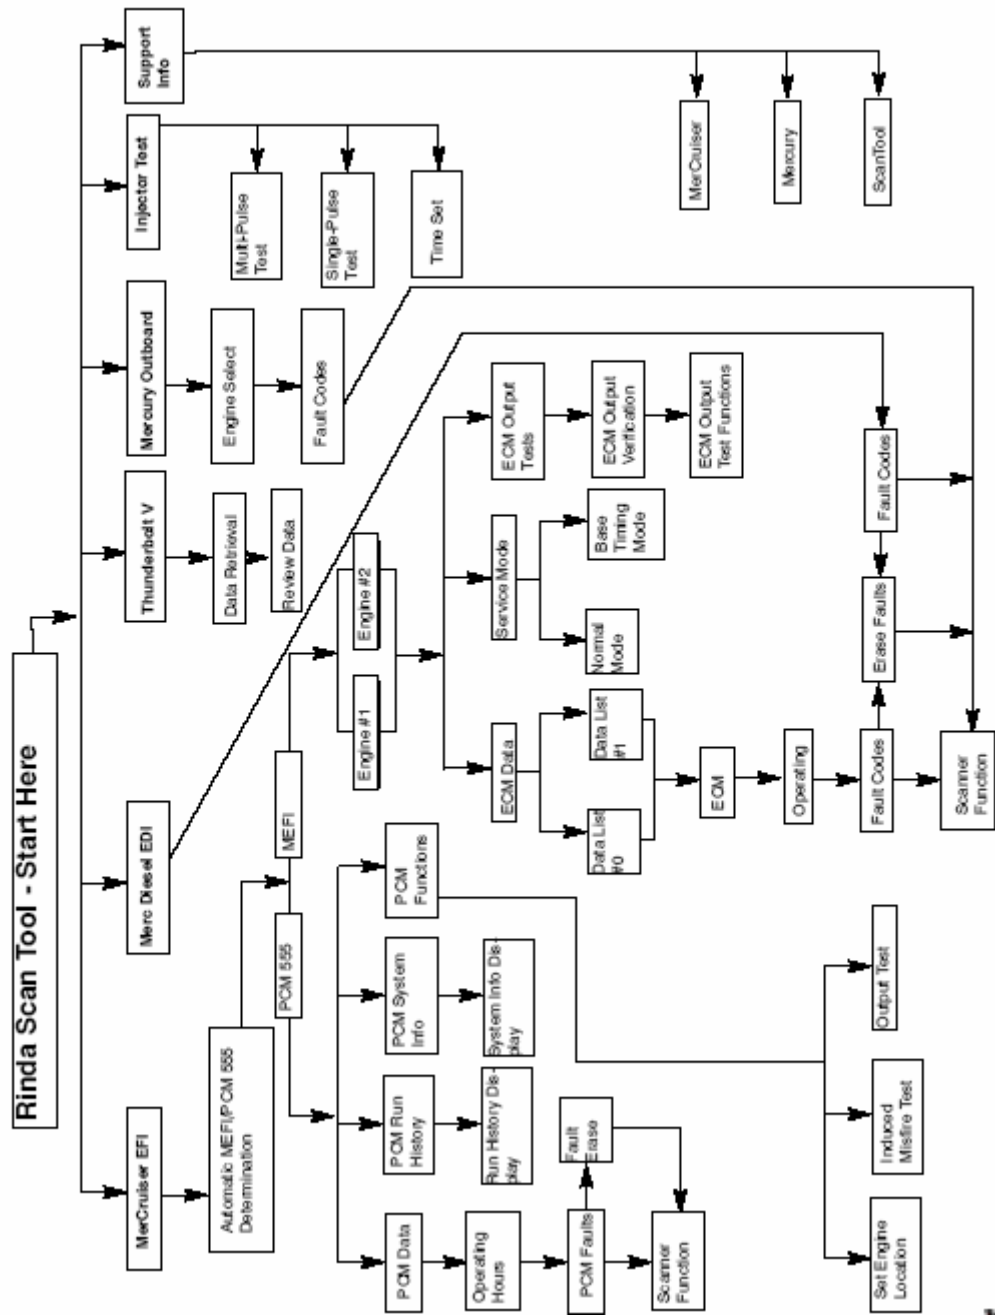 Rinda Scan Tool - Start Here
MerCruiser EFI
Merc Diesel EDI
Thunderbolt V
Mercury Outboard
Injector Test
Support
Info
Automatic MEFI/PCM 555
Determination
Data Retrieval
Review Data
Engine Select
Fault Codes
Multi-Pulse
Test
Single-Pulse
Test
Time Set
PCM 555
MEFI
Engine #1
Engine #2
PCM Data
PCM Run
History
PCM System
Info
PCM
Functions
Operating
Hours
Run History Dis-
play
System Info Dis-
play
PCM Faults
Fault
Erase
Scanner
Function
ECM Data
Service Mode
ECM Output
Tests
Data List
#0
Data List
#1
Normal
Mode
Base
Timing
Mode
ECM Output
Verification
ECM Output
Test Functions
ECM
Operating
Fault Codes
Erase Faults
Fault Codes
Scanner
Function
MerCruiser
Mercury
ScanTool
Set Engine
Location
Induced
Misfire Test
Output Test